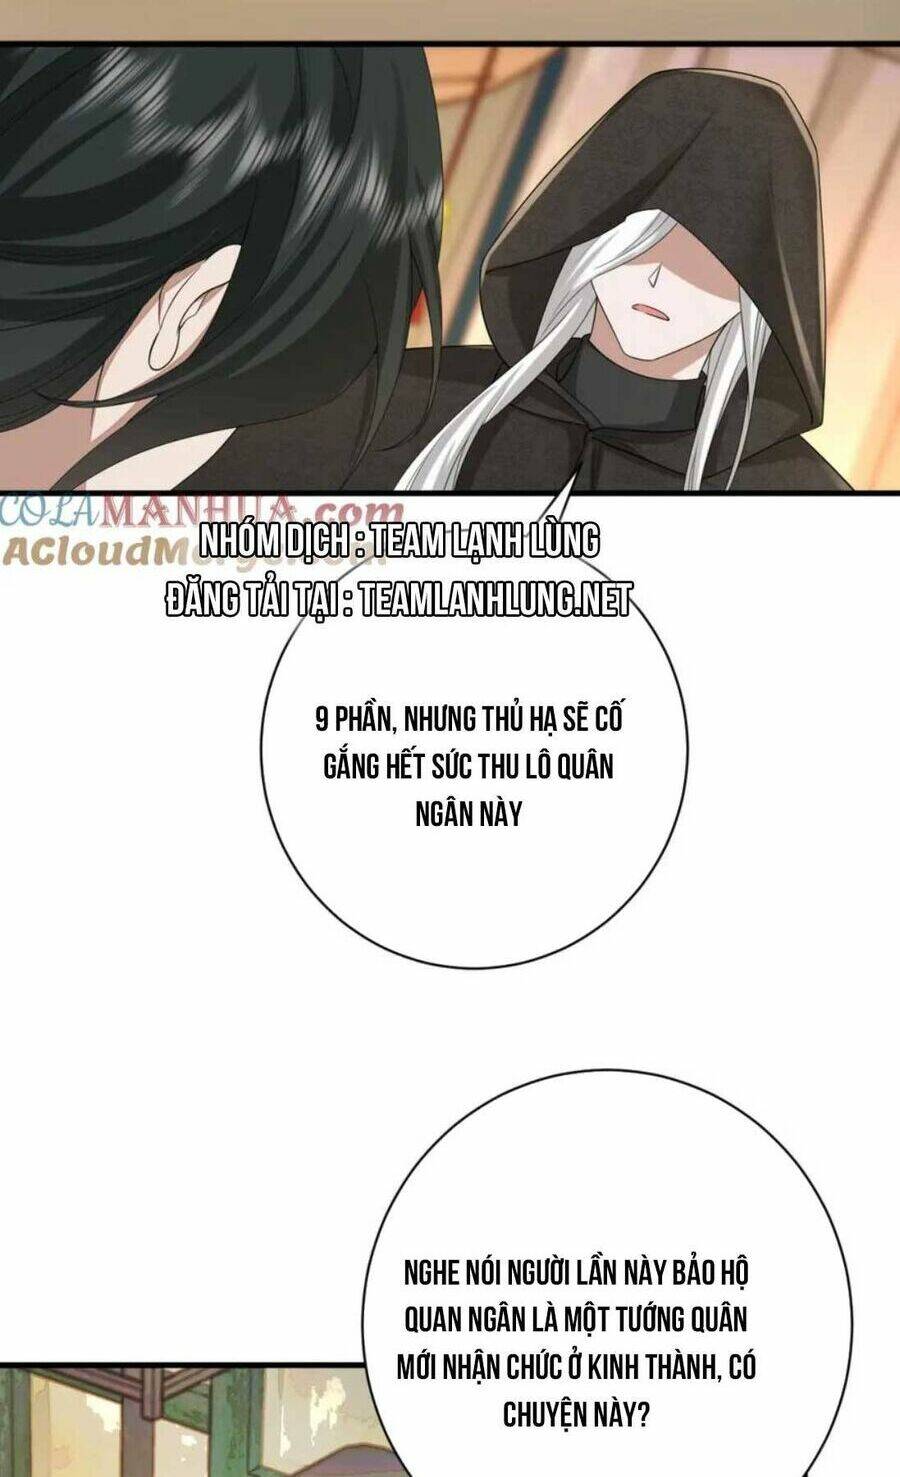 COLAMANHUA.com
ACloudMerge.com
NHÓM DỊCH : TEAM LẠNH LÙNG
ĐĂNG TẢI TẠI : TEAMLANHLUNG.NET
9 PHẦN, NHƯNG THỦ HẠ SẼ CỐ
GẮNG HẾT SỨC THU LÔ QUÂN
NGÂN NÀY
NGHE NÓI NGƯỜI LẦN NÀY BẢO HỘ
QUAN NGÂN LÀ MỘT TƯỚNG QUÂN
MỚI NHẬN CHỨC Ở KINH THÀNH, CÓ
CHUYỆN NÀY?